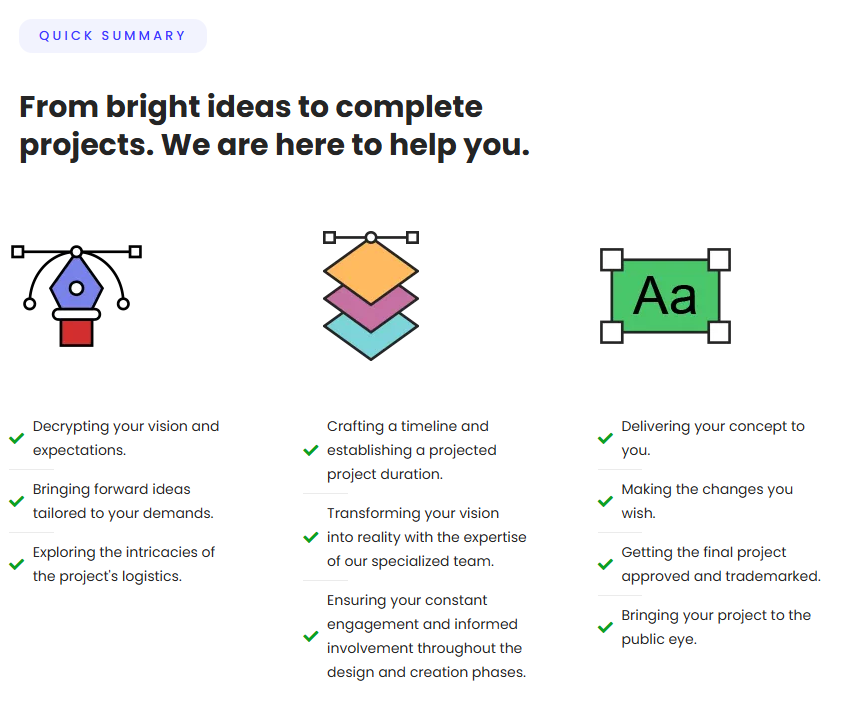 QUICK SUMMARY
From bright ideas to complete
projects. We are here to help you.
Aa
Decrypting your vision and
expectations.
Bringing forward ideas
tailored to your demands.
Exploring the intricacies of
the project's logistics.
Crafting a timeline and
establishing a projected
project duration.
Transforming your vision
into reality with the expertise
of our specialized team.
Ensuring your constant
engagement and informed
involvement throughout the
design and creation phases.
Delivering your concept to
you.
Making the changes you
wish.
Getting the final project
approved and trademarked.
Bringing your project to the
public eye.